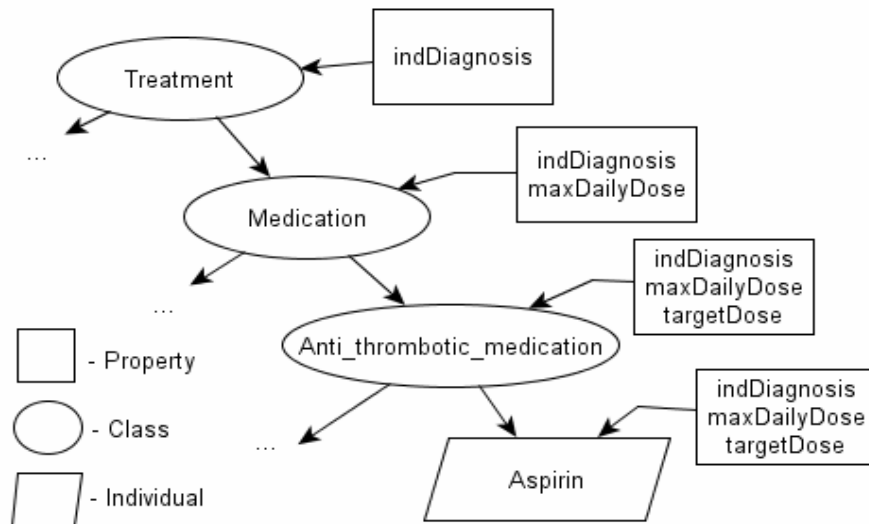 indDiagnosis
Treatment
...
indDiagnosis
maxDailyDose
Medication
...
indDiagnosis
maxDailyDose
targetDose
Anti_thrombotic_medication
- Property
indDiagnosis
maxDailyDose
targetDose
- Class
...
Aspirin
- Individual